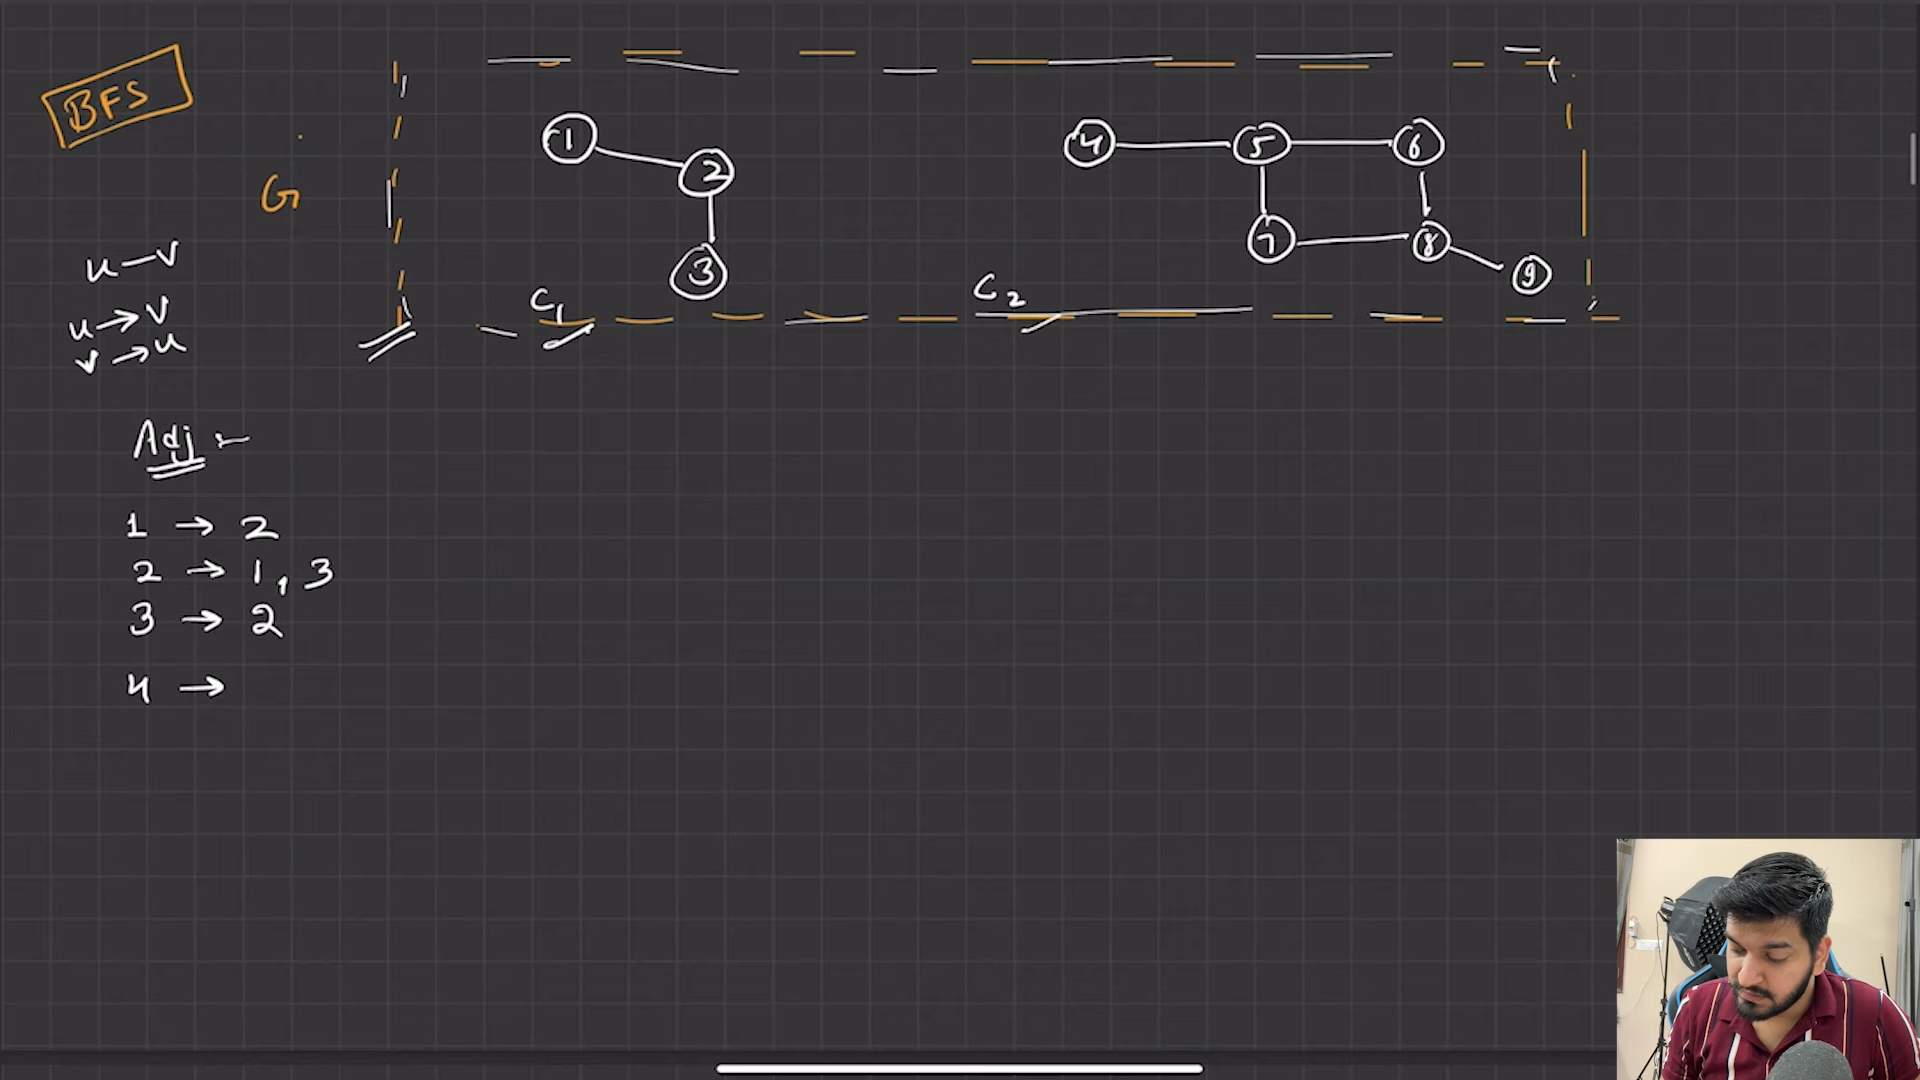 BFS
1
2
3
4
5
6
7
8
9
G
u—v
u→v
v→u
C1
C2
Adj :-
1 → 2
2 → 1, 3
3 → 2
4 →